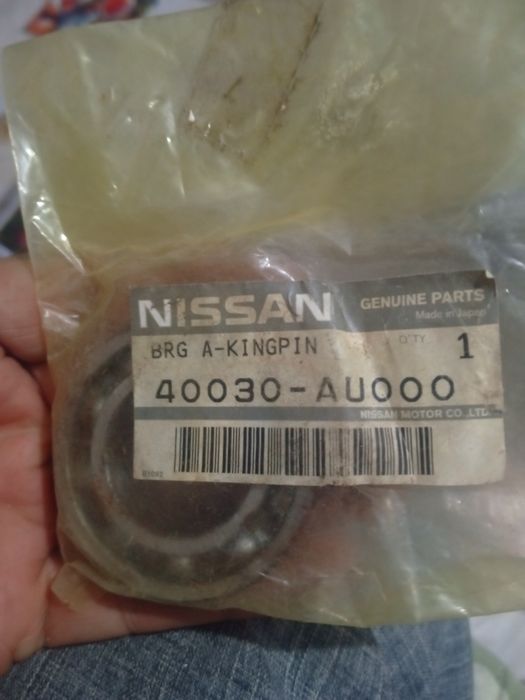 NISSAN
GENUINE PARTS
Made in Japan
BRG A-KINGPIN
Q'TY 1
40030-AU000
NISSAN MOTOR CO.,LTD.